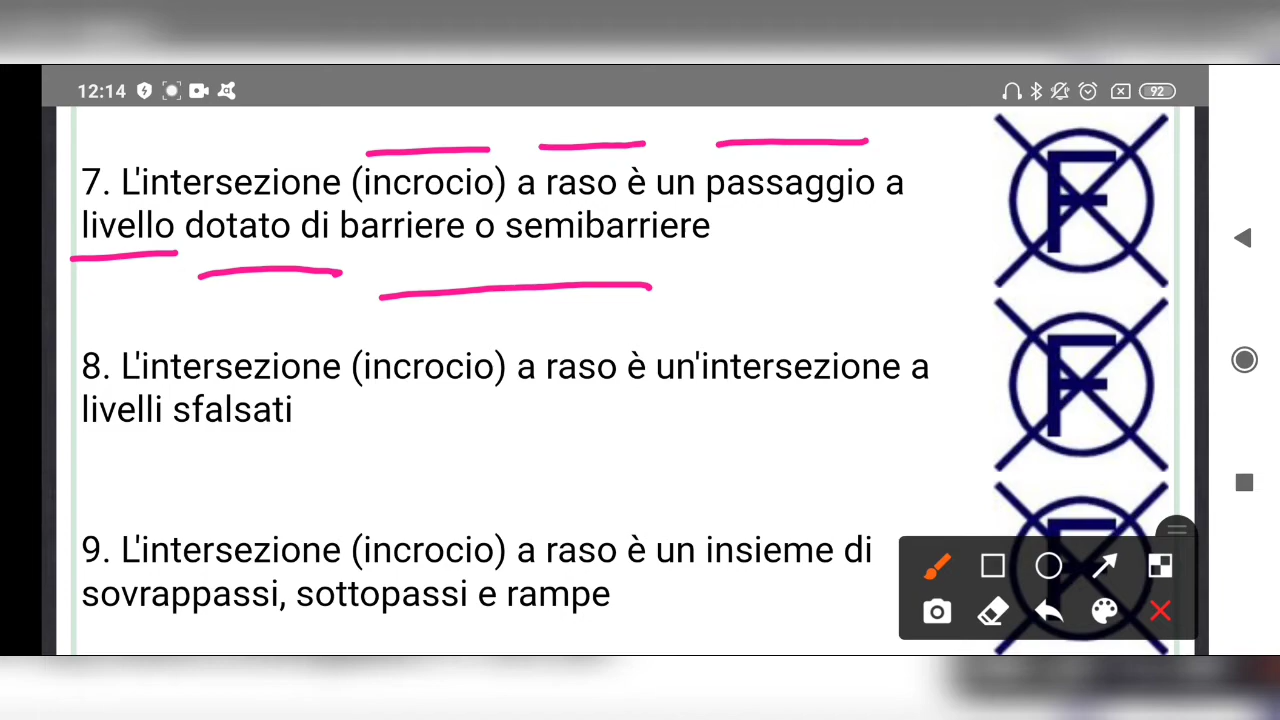 12:14
92
7. L'intersezione (incrocio) a raso è un passaggio a
livello dotato di barriere o semibarriere
F
8. L'intersezione (incrocio) a raso è un'intersezione a
livelli sfalsati
F
9. L'intersezione (incrocio) a raso è un insieme di
sovrappassi, sottopassi e rampe
F